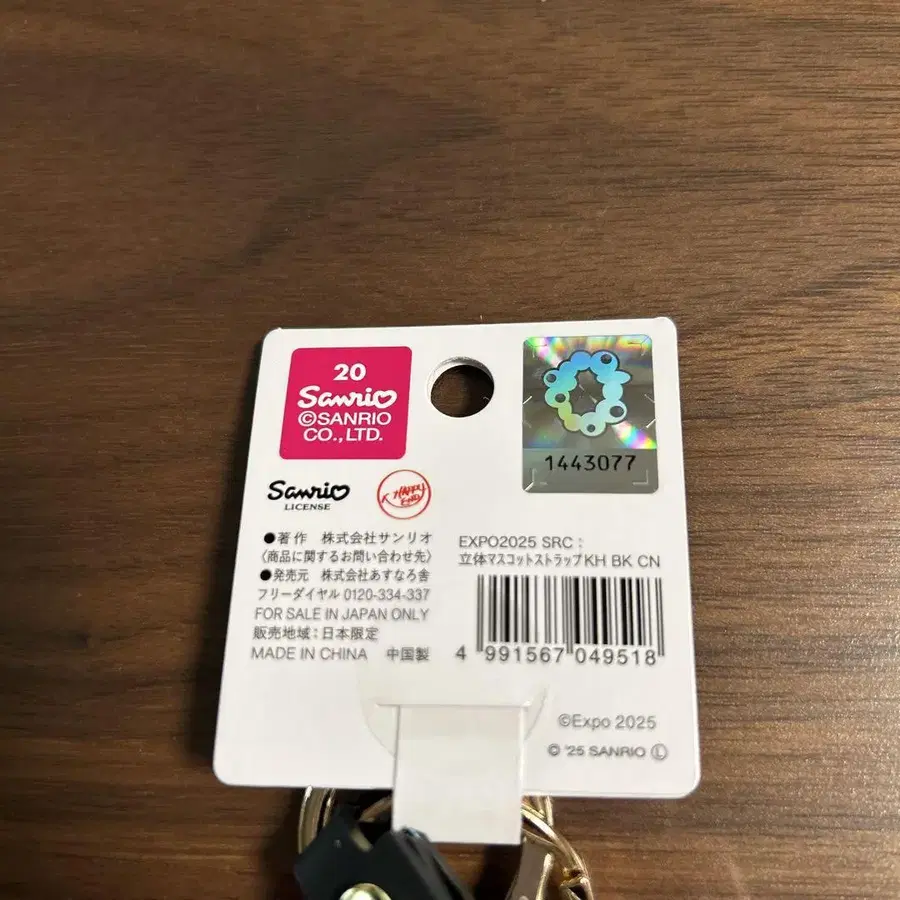 20
Sanrio
©SANRIO
CO., LTD.
1443077
Sanrio
LICENSE
HAPPY
END
●著作 株式会社サンリオ
〈商品に関するお問い合わせ先〉
●発売元 株式会社あすなろ舎
フリーダイヤル 0120-334-337
FOR SALE IN JAPAN ONLY
販売地域：日本限定
MADE IN CHINA 中国製
EXPO2025 SRC：
立体マスコットストラップKH BK CN
4 991567 049518
©Expo 2025
© '25 SANRIO Ⓛ